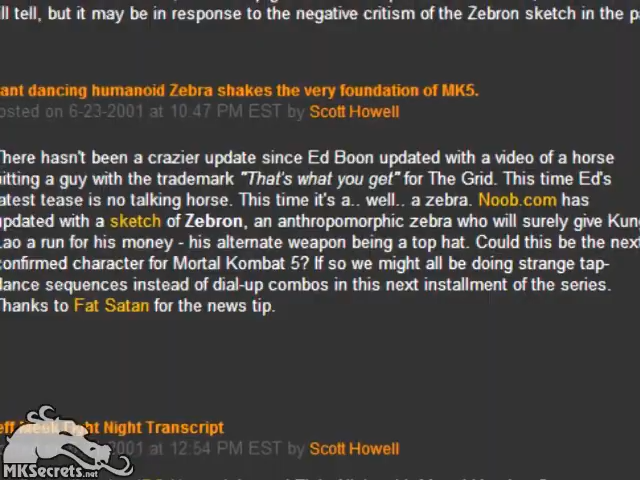 ll tell, but it may be in response to the negative critism of the Zebron sketch in the pa
ant dancing humanoid Zebra shakes the very foundation of MK5.
osted on 6-23-2001 at 10:47 PM EST by Scott Howell
There hasn't been a crazier update since Ed Boon updated with a video of a horse
itting a guy with the trademark "That's what you get" for The Grid. This time Ed's
atest tease is no talking horse. This time it's a.. well.. a zebra. Noob.com has
updated with a sketch of Zebron, an anthropomorphic zebra who will surely give Kung
Lao a run for his money - his alternate weapon being a top hat. Could this be the next
confirmed character for Mortal Kombat 5? If so we might all be doing strange tap-
dance sequences instead of dial-up combos in this next installment of the series.
Thanks to Fat Satan for the news tip.
eff Meek Fight Night Transcript
2001 at 12:54 PM EST by Scott Howell
MKSecrets.net